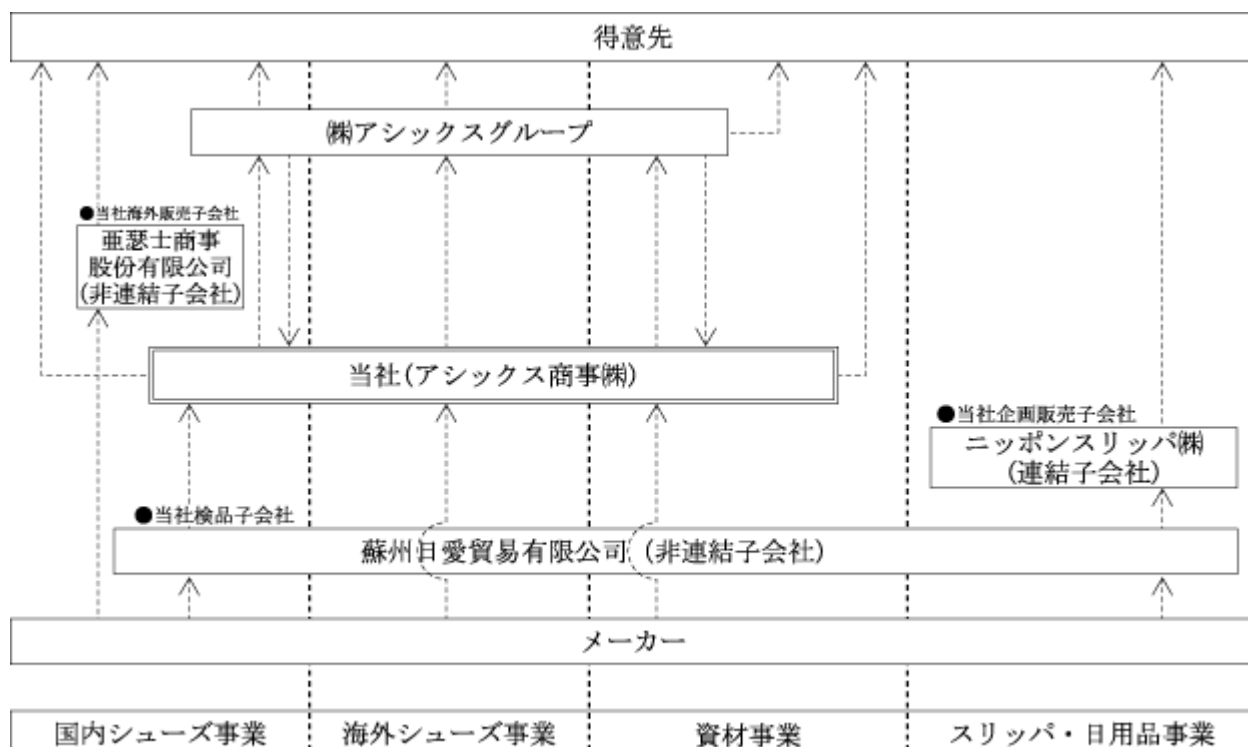 得意先
㈱アシックスグループ
●当社海外販売子会社
亜瑟士商事
股份有限公司
(非連結子会社)
当社(アシックス商事㈱)
●当社企画販売子会社
ニッポンスリッパ㈱
(連結子会社)
●当社検品子会社
蘇州日愛貿易有限公司 (非連結子会社)
メーカー
国内シューズ事業
海外シューズ事業
資材事業
スリッパ・日用品事業